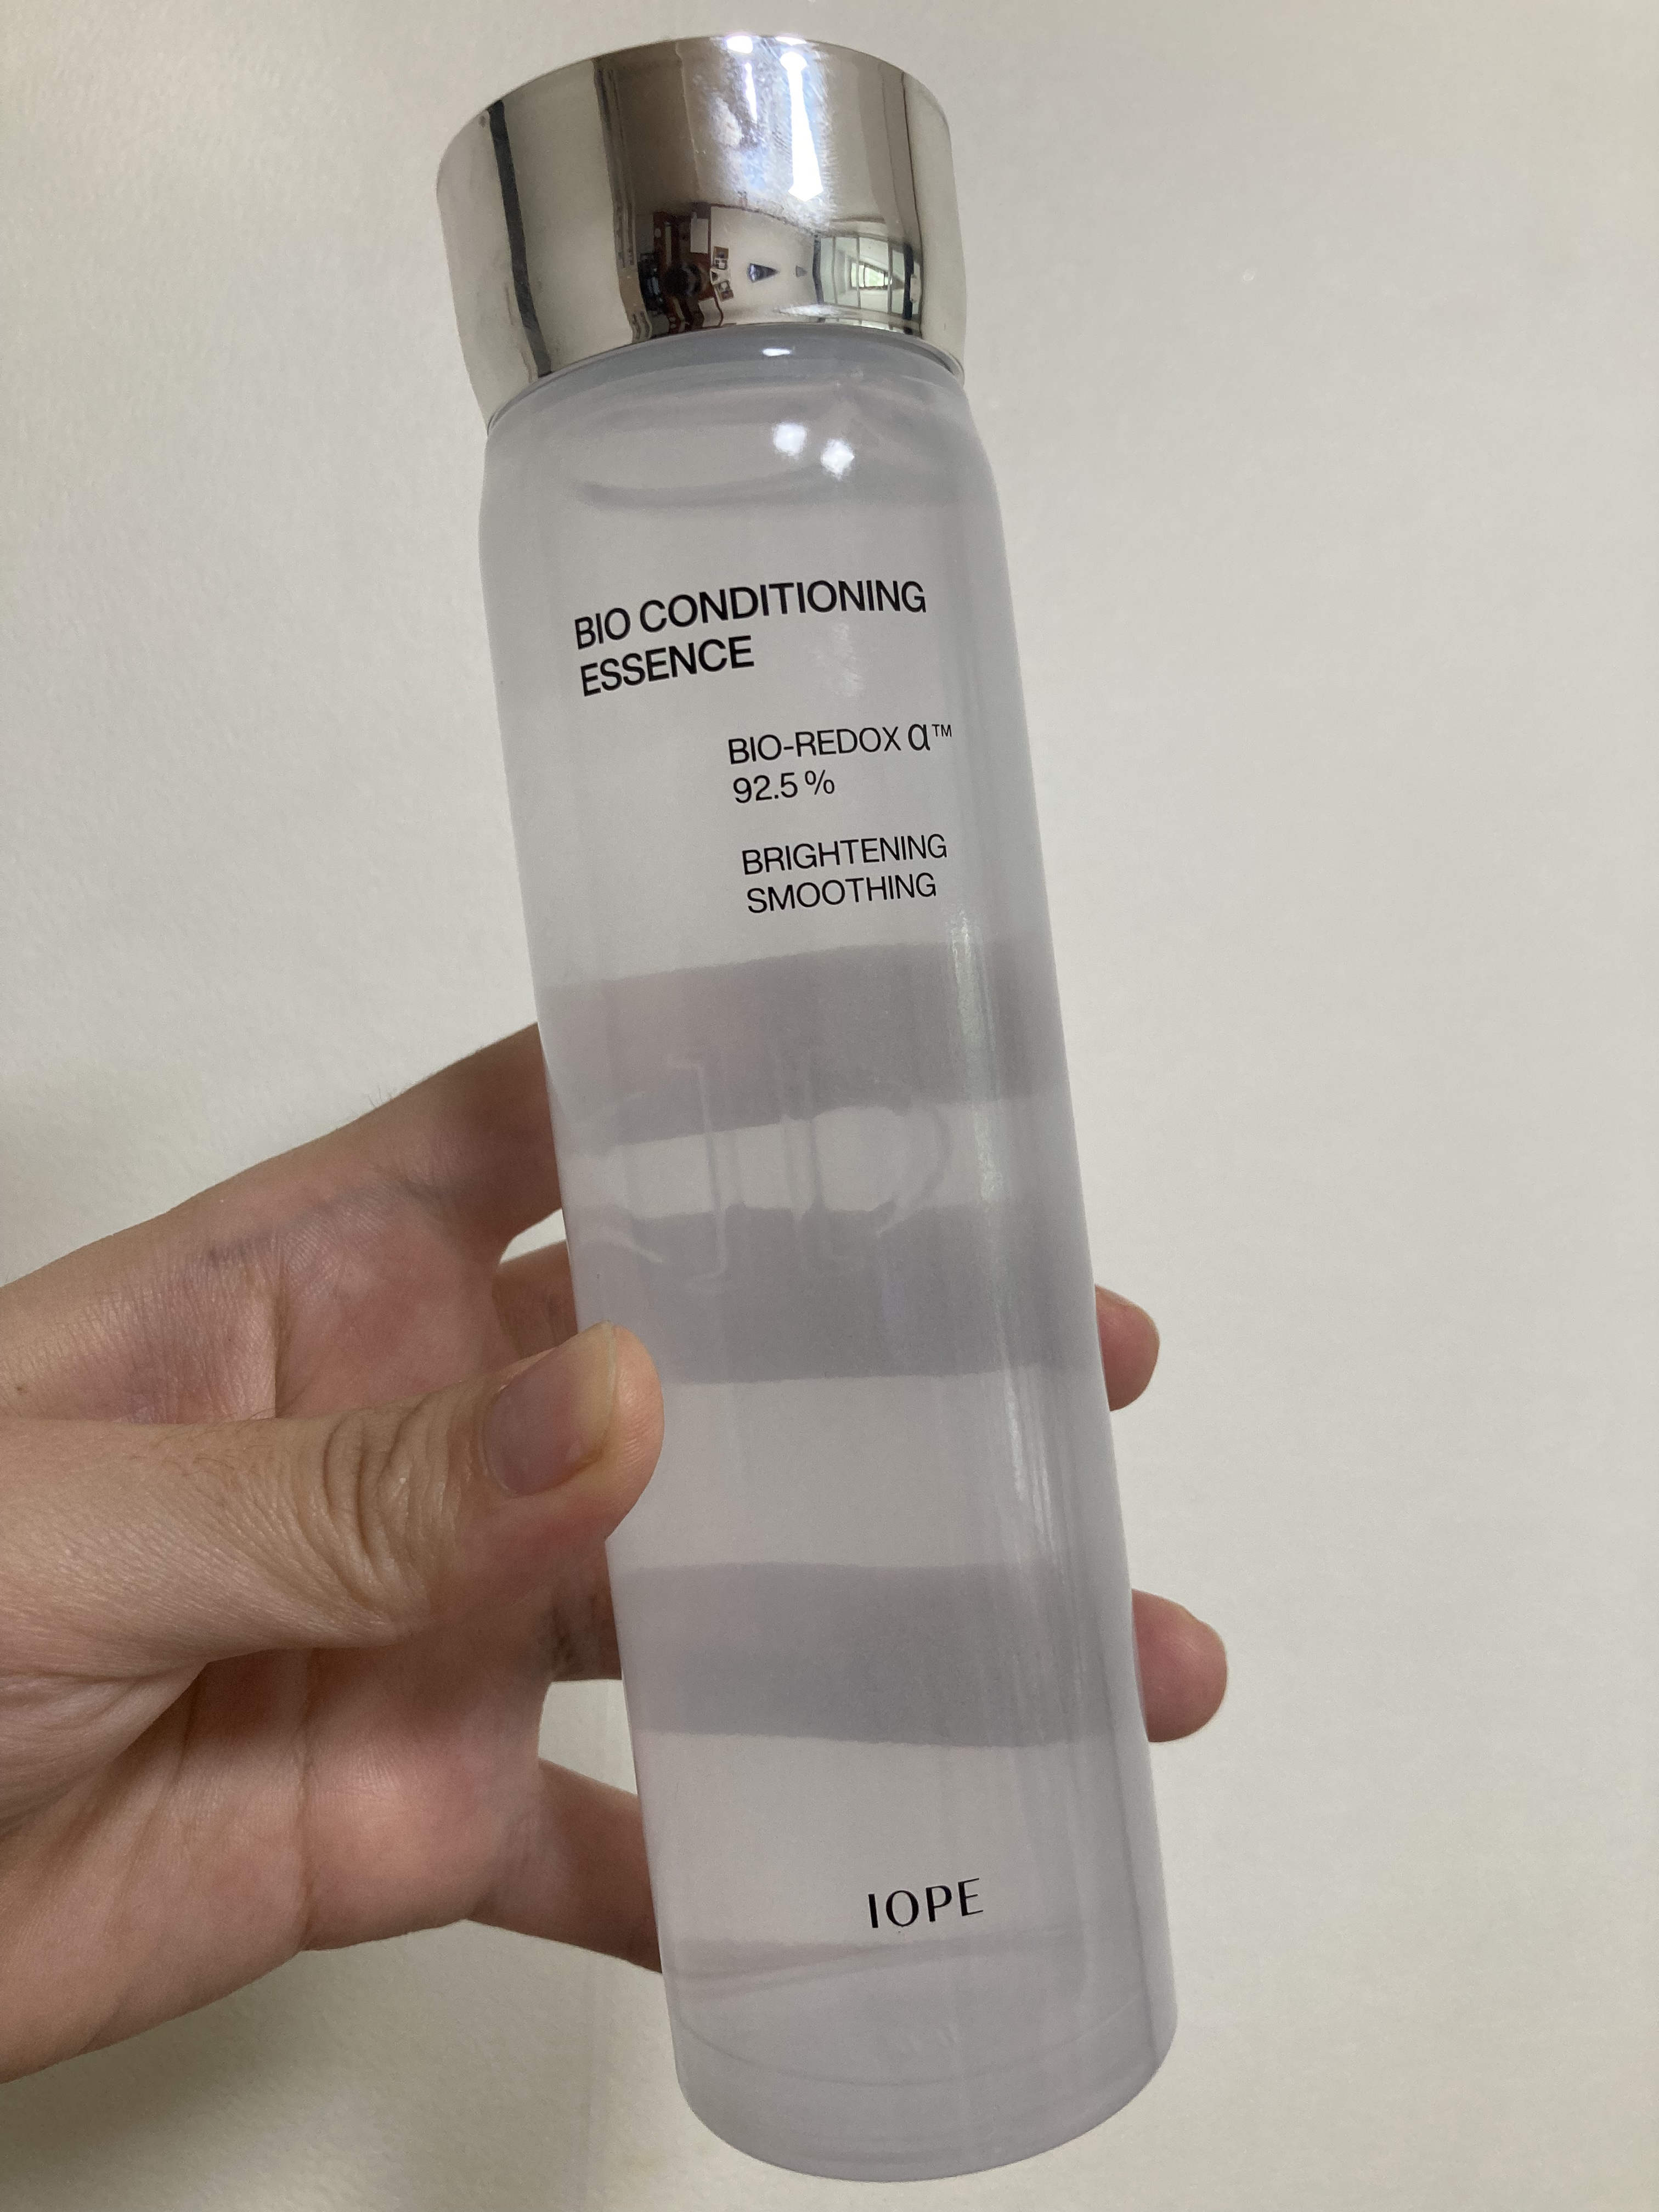 BIO CONDITIONING
ESSENCE
BIO-REDOX α™
92.5 %
BRIGHTENING
SMOOTHING
IOPE